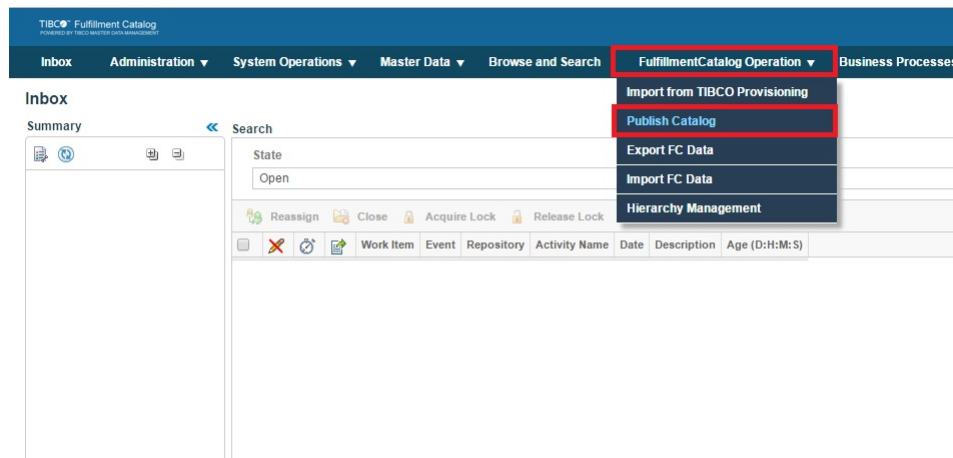 TIBCO Fulfillment Catalog
POWERED BY TIBCO MASTER DATA MANAGEMENT
Inbox Administration System Operations Master Data Browse and Search FulfillmentCatalog Operation Business Processes
Import from TIBCO Provisioning
Publish Catalog
Export FC Data
Import FC Data
Hierarchy Management
Inbox
Summary
Search
State
Open
Reassign Close Acquire Lock Release Lock
Work Item Event Repository Activity Name Date Description Age (D:H:M:S)